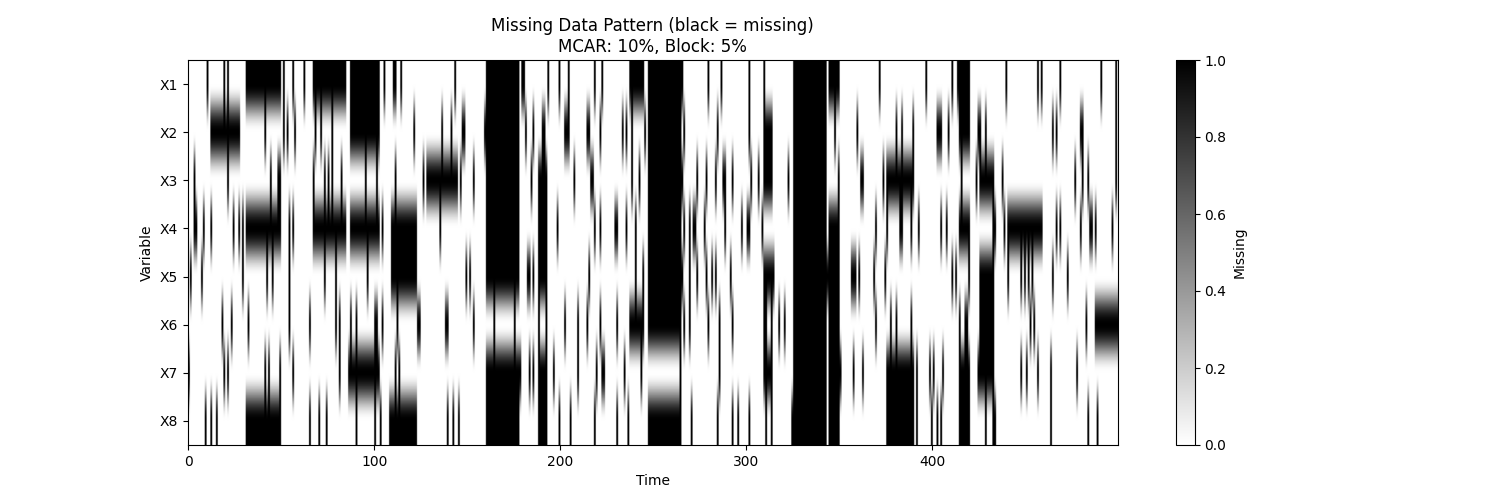 Missing Data Pattern (black = missing)
MCAR: 10%, Block: 5%
X1
X2
X3
X4
X5
X6
X7
X8
Variable
0 100 200 300 400
Time
1.0
0.8
0.6
0.4
0.2
0.0
Missing